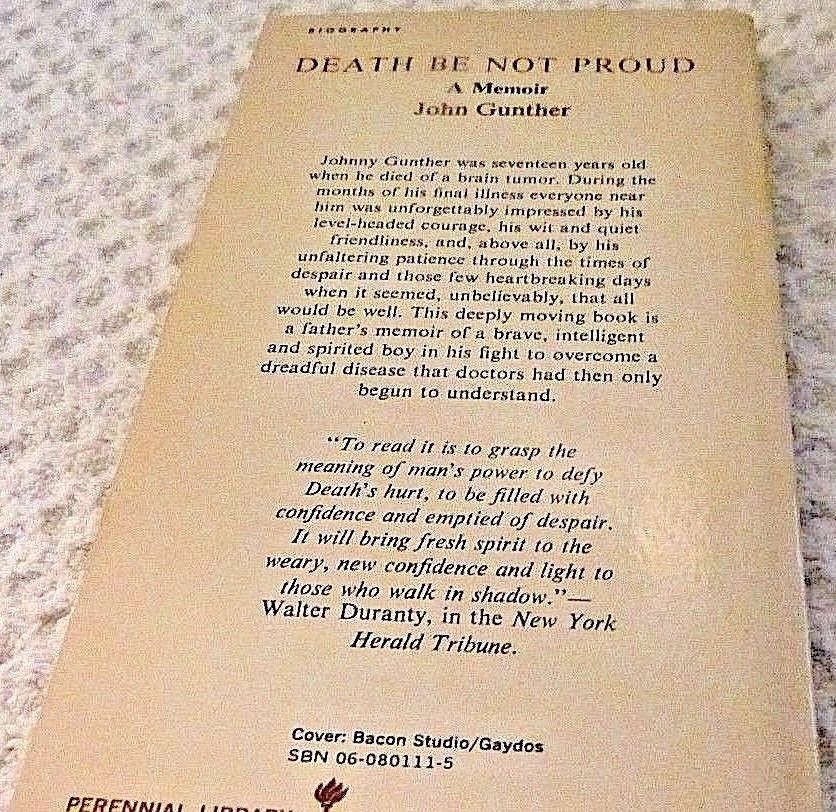 BIOGRAPHY
DEATH BE NOT PROUD
A Memoir
John Gunther
Johnny Gunther was seventeen years old
when he died of a brain tumor. During the
months of his final illness everyone near
him was unforgettably impressed by his
level-headed courage, his wit and quiet
friendliness, and, above all, by his
unfaltering patience through the times of
despair and those few heartbreaking days
when it seemed, unbelievably, that all
would be well. This deeply moving book is
a father's memoir of a brave, intelligent
and spirited boy in his fight to overcome a
dreadful disease that doctors had then only
begun to understand.
"To read it is to grasp the
meaning of man's power to defy
Death's hurt, to be filled with
confidence and emptied of despair.
It will bring fresh spirit to the
weary, new confidence and light to
those who walk in shadow."—
Walter Duranty, in the New York
Herald Tribune.
Cover: Bacon Studio/Gaydos
SBN 06-080111-5
PERENNIAL LIBRARY